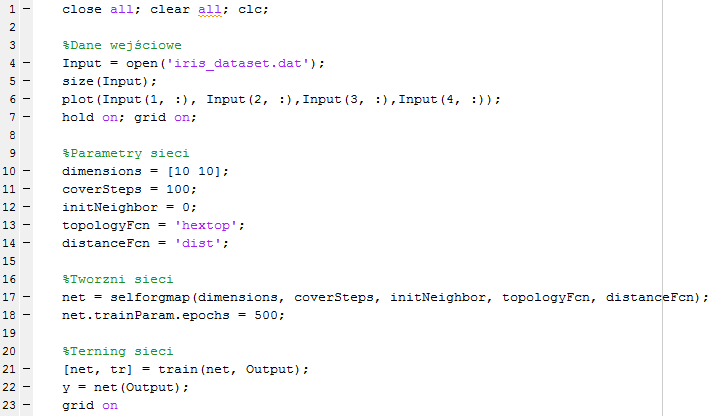 1 - close all; clear all; clc;
2
3 %Dane wejściowe
4 - Input = open('iris_dataset.dat');
5 - size(Input);
6 - plot(Input(1, :), Input(2, :),Input(3, :),Input(4, :));
7 - hold on; grid on;
8
9 %Parametry sieci
10 - dimensions = [10 10];
11 - coverSteps = 100;
12 - initNeighbor = 0;
13 - topologyFcn = 'hextop';
14 - distanceFcn = 'dist';
15
16 %Tworzni sieci
17 - net = selforgmap(dimensions, coverSteps, initNeighbor, topologyFcn, distanceFcn);
18 - net.trainParam.epochs = 500;
19
20 %Terning sieci
21 - [net, tr] = train(net, Output);
22 - y = net(Output);
23 - grid on